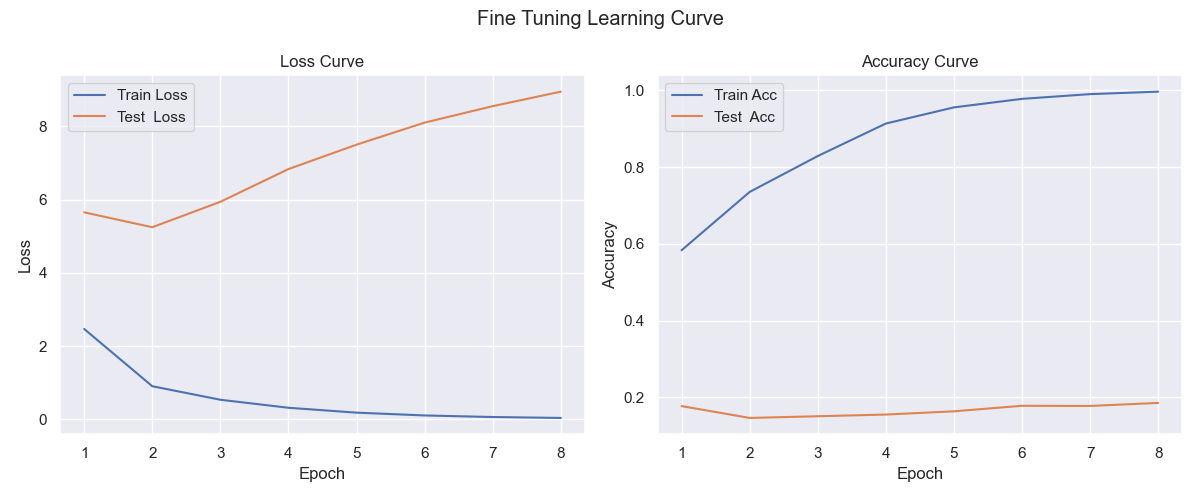 Fine Tuning Learning Curve
Loss Curve
Train Loss
Test  Loss
8
6
4
2
0
Loss
1 2 3 4 5 6 7 8
Epoch
Accuracy Curve
Train Acc
Test  Acc
1.0
0.8
0.6
0.4
0.2
Accuracy
1 2 3 4 5 6 7 8
Epoch